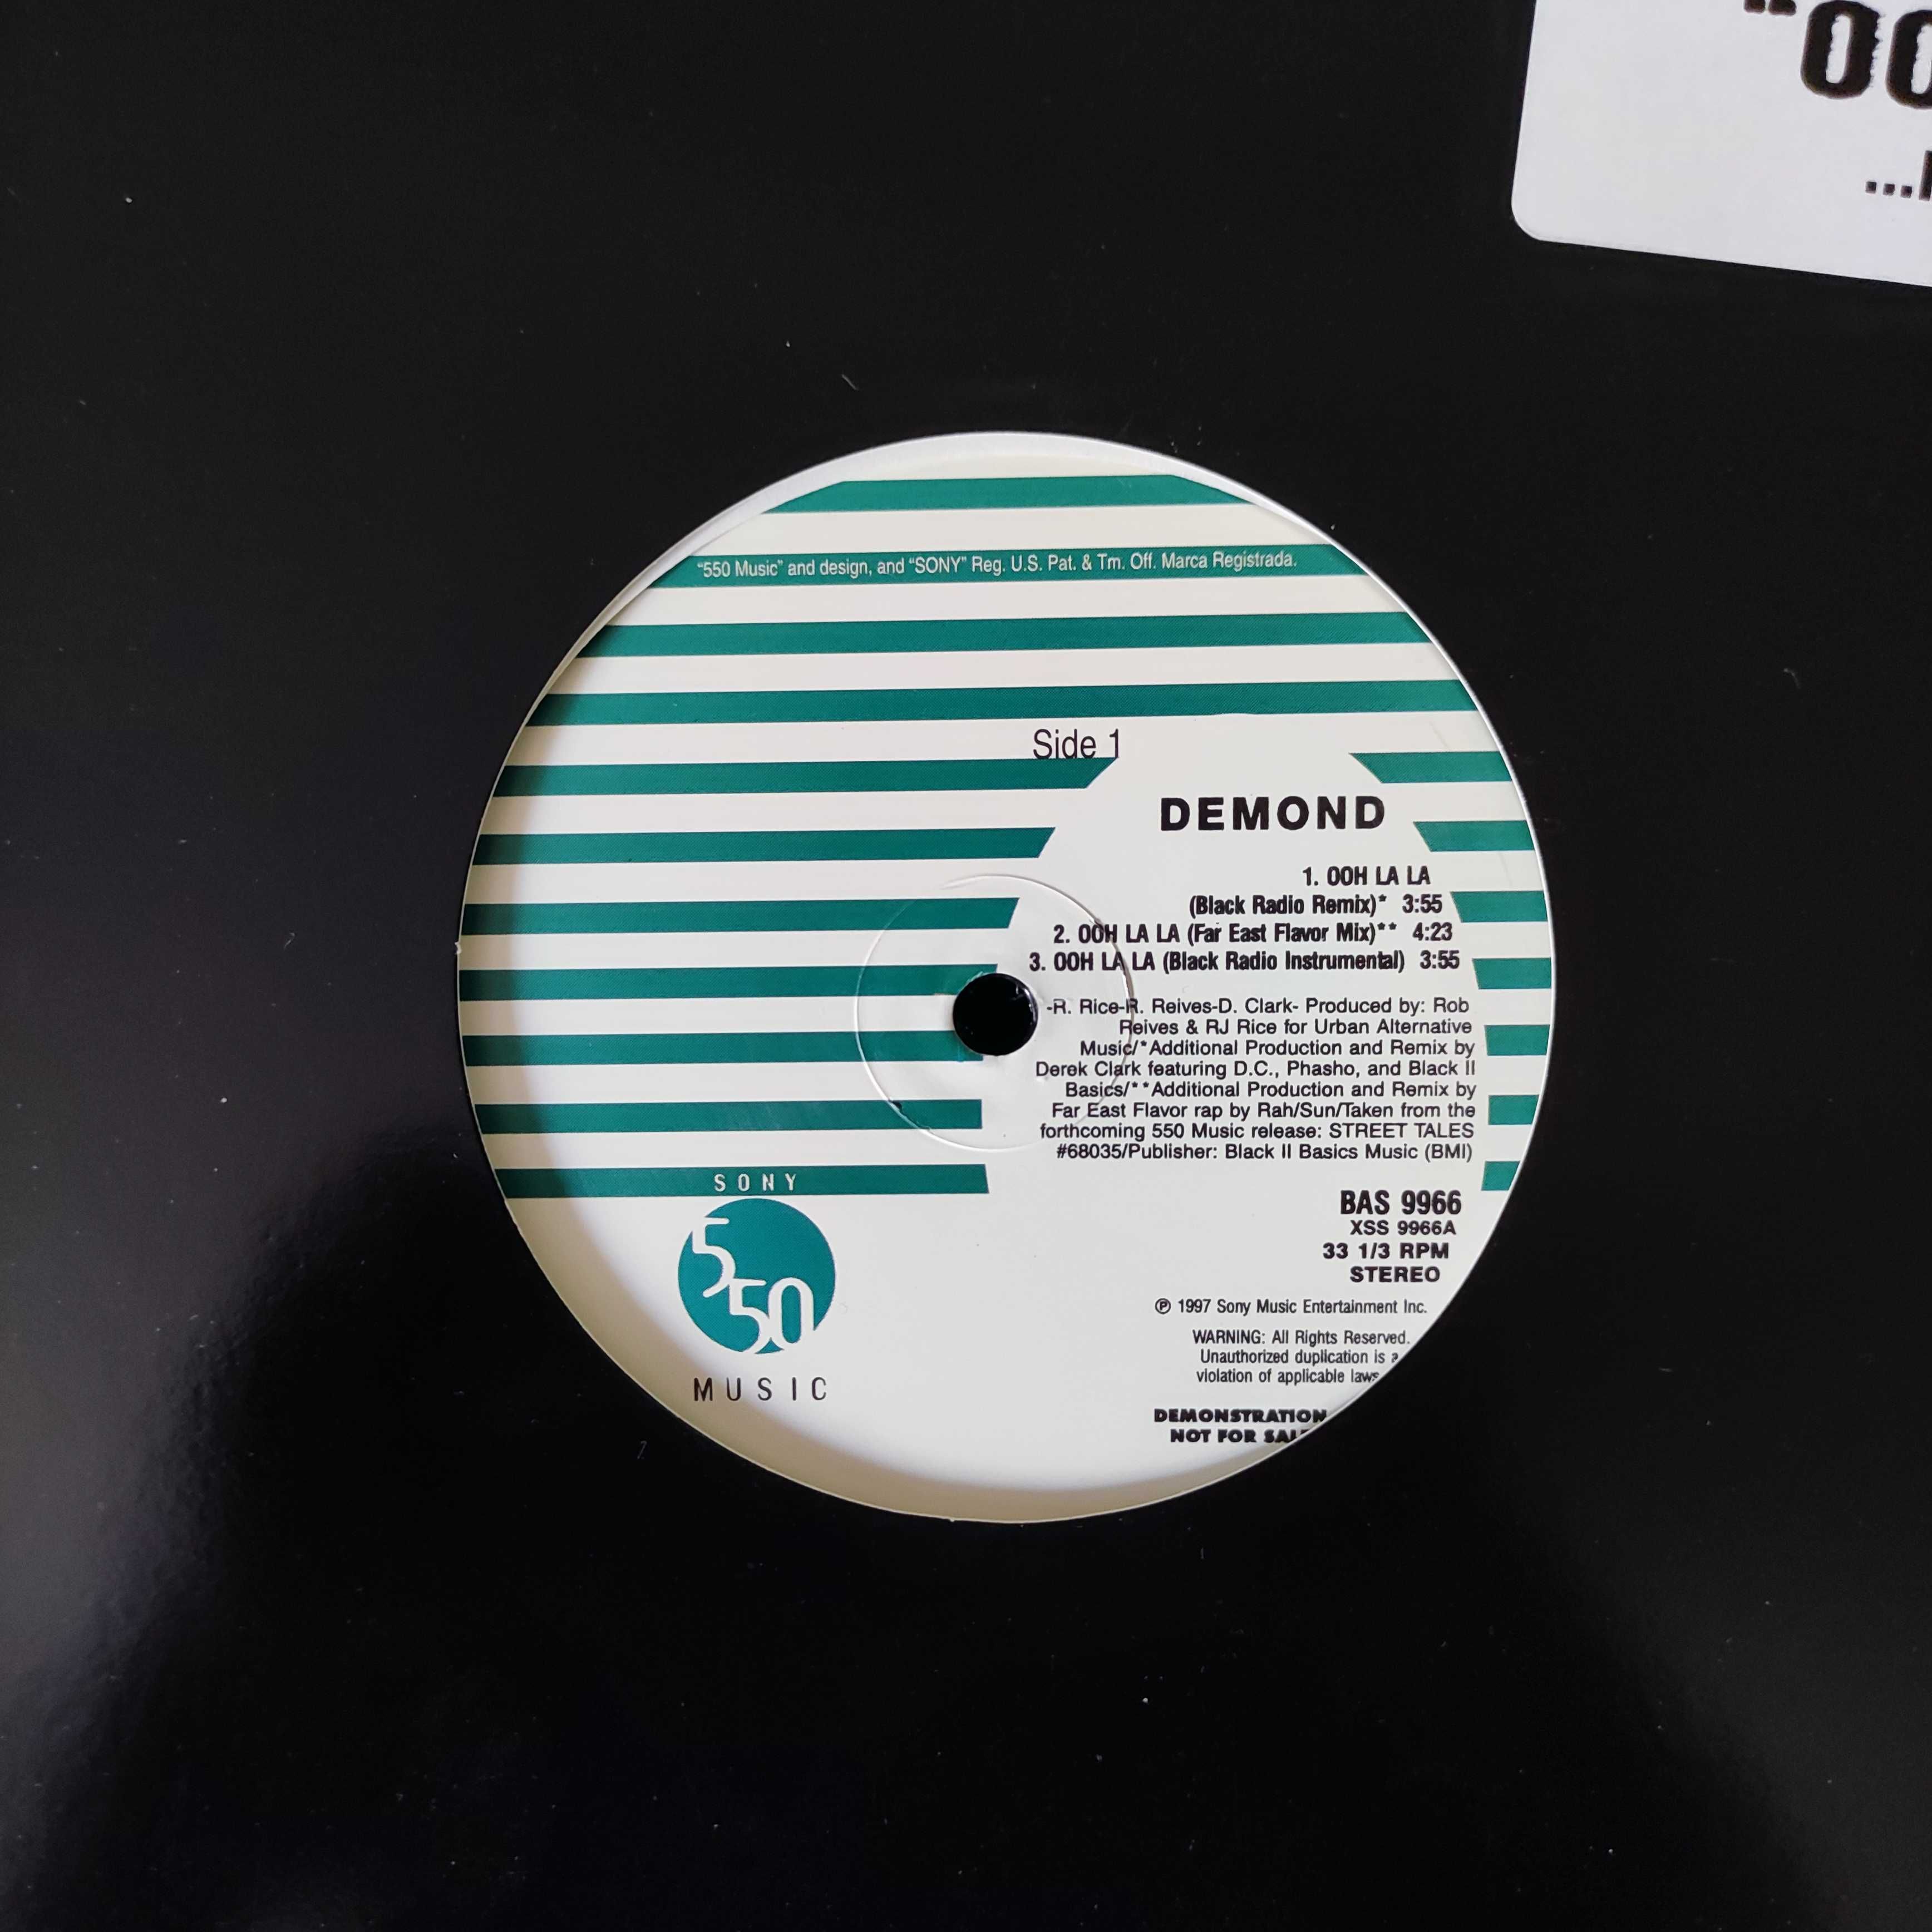 "550 Music" and design, and "SONY" Reg. U.S. Pat. & Tm. Off. Marca Registrada.
Side 1
DEMOND
1. OOH LA LA
(Black Radio Remix)* 3:55
2. OOH LA LA (Far East Flavor Mix)** 4:23
3. OOH LA LA (Black Radio Instrumental) 3:55
-R. Rice-R. Reives-D. Clark- Produced by: Rob
Reives & RJ Rice for Urban Alternative
Music/*Additional Production and Remix by
Derek Clark featuring D.C., Phasho, and Black II
Basics/**Additional Production and Remix by
Far East Flavor rap by Rah/Sun/Taken from the
forthcoming 550 Music release: STREET TALES
#68035/Publisher: Black II Basics Music (BMI)
BAS 9966
XSS 9966A
33 1/3 RPM
STEREO
℗ 1997 Sony Music Entertainment Inc.
WARNING: All Rights Reserved.
Unauthorized duplication is a
violation of applicable laws
DEMONSTRATION
NOT FOR SALE
SONY
550
MUSIC